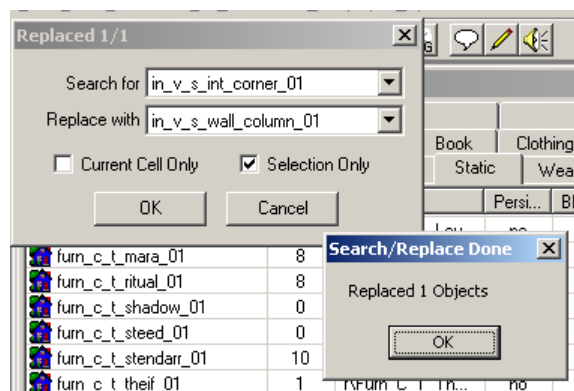 Replaced 1/1
Search for in_v_s_int_corner_01
Replace with in_v_s_wall_column_01
Current Cell Only Selection Only
OK Cancel
Book Clothing
Static Wea
Persi... Bl
furn_c_t_mara_01 8
furn_c_t_ritual_01 8
furn_c_t_shadow_01 0
furn_c_t_steed_01 0
furn_c_t_stendarr_01 10
furn_c_t_theif_01 1 no
Search/Replace Done
Replaced 1 Objects
OK